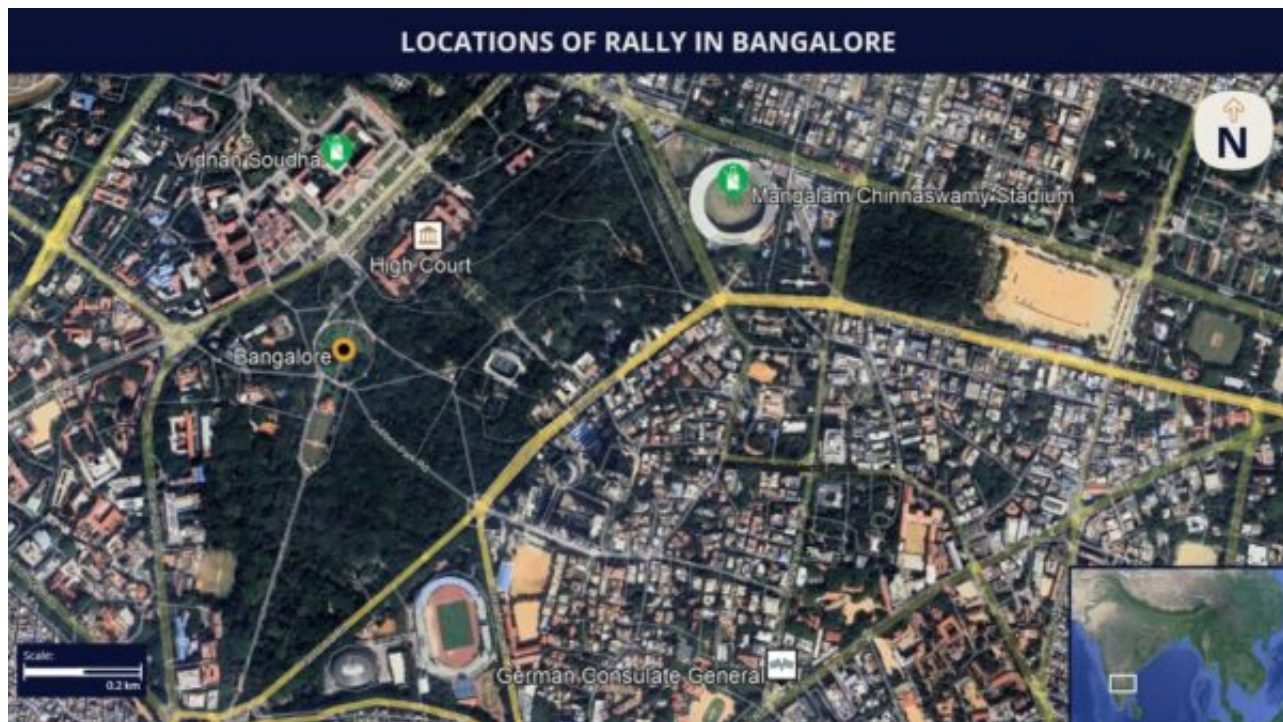 LOCATIONS OF RALLY IN BANGALORE
N
Vidhan Soudha
Mangalam Chinnaswamy Stadium
High Court
Bangalore
German Consulate General
Scale:
0.2 km